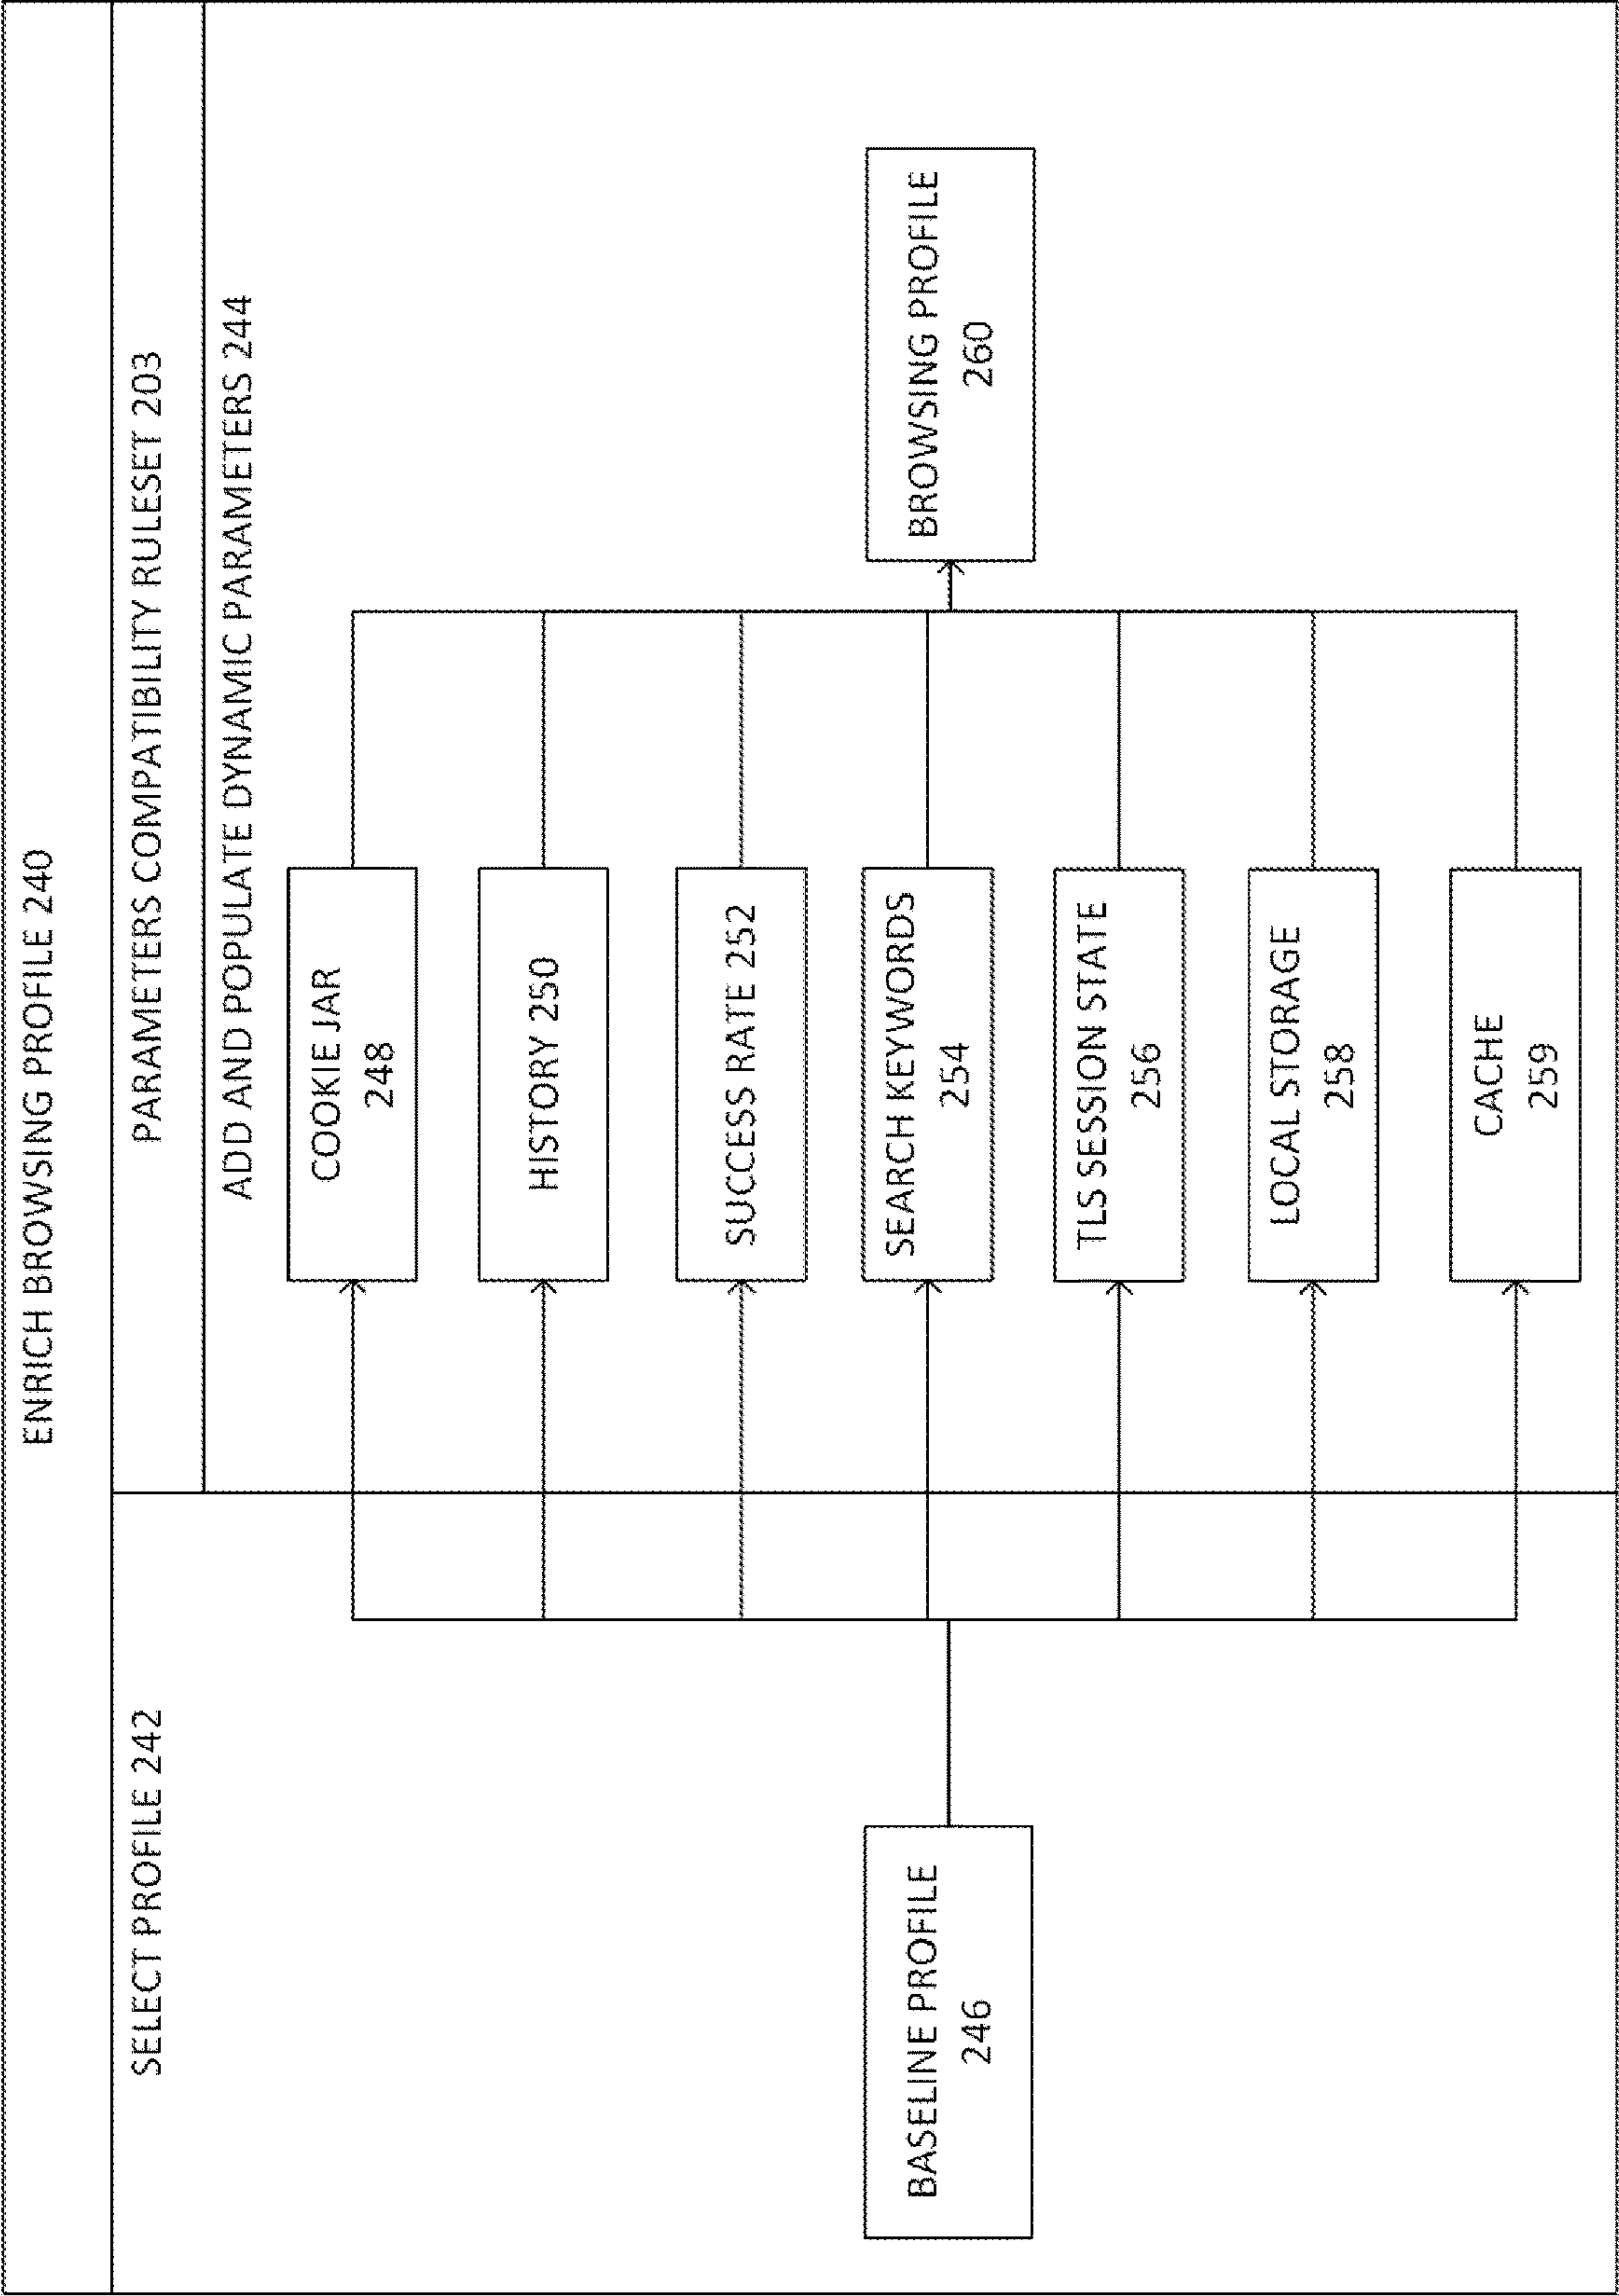 ENRICH BROWSING PROFILE 240
SELECT PROFILE 242
PARAMETERS COMPATIBILITY RULESET 203
ADD AND POPULATE DYNAMIC PARAMETERS 244
BASELINE PROFILE
246
COOKIE JAR
248
HISTORY 250
SUCCESS RATE 252
SEARCH KEYWORDS
254
TLS SESSION STATE
256
LOCAL STORAGE
258
CACHE
259
BROWSING PROFILE
260